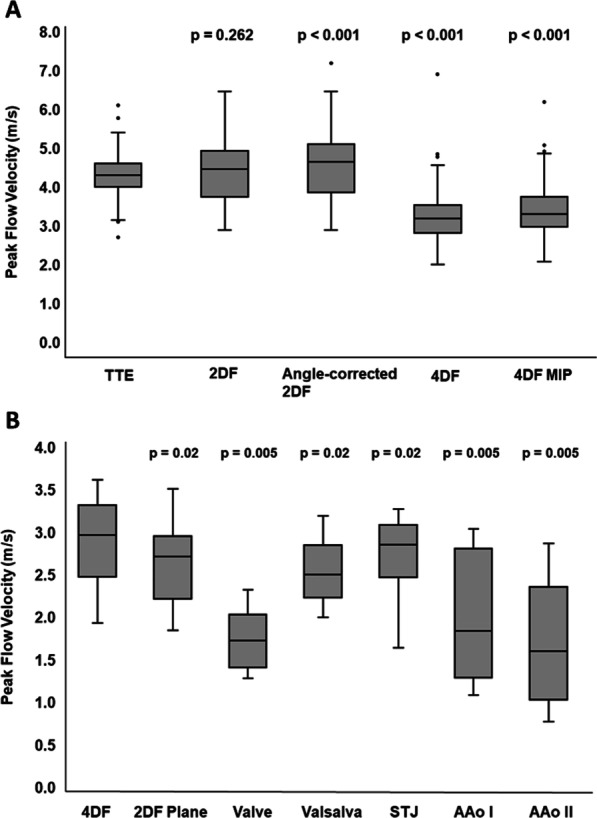 A
8.0
7.0
6.0
5.0
4.0
3.0
2.0
1.0
0.0
Peak Flow Velocity (m/s)
p = 0.262
p < 0.001
p < 0.001
p < 0.001
TTE
2DF
Angle-corrected
2DF
4DF
4DF MIP
B
4.0
3.5
3.0
2.5
2.0
1.5
1.0
0.5
0.0
Peak Flow Velocity (m/s)
p = 0.02
p = 0.005
p = 0.02
p = 0.02
p = 0.005
p = 0.005
4DF
2DF Plane
Valve
Valsalva
STJ
AAo I
AAo II